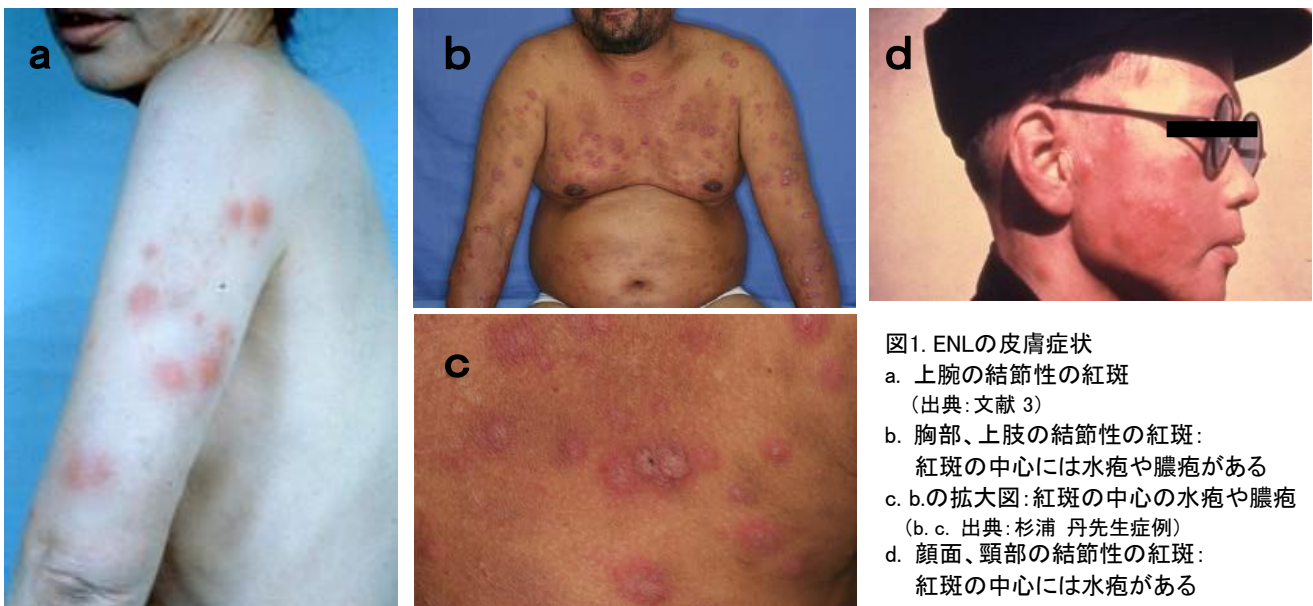 a
b
c
d
図1. ENLの皮膚症状
a. 上腕の結節性の紅斑
（出典：文献 3）
b. 胸部、上肢の結節性の紅斑：
紅斑の中心には水疱や膿疱がある
c. b.の拡大図：紅斑の中心の水疱や膿疱
（b. c. 出典：杉浦 丹先生症例）
d. 顔面、頸部の結節性の紅斑：
紅斑の中心には水疱がある